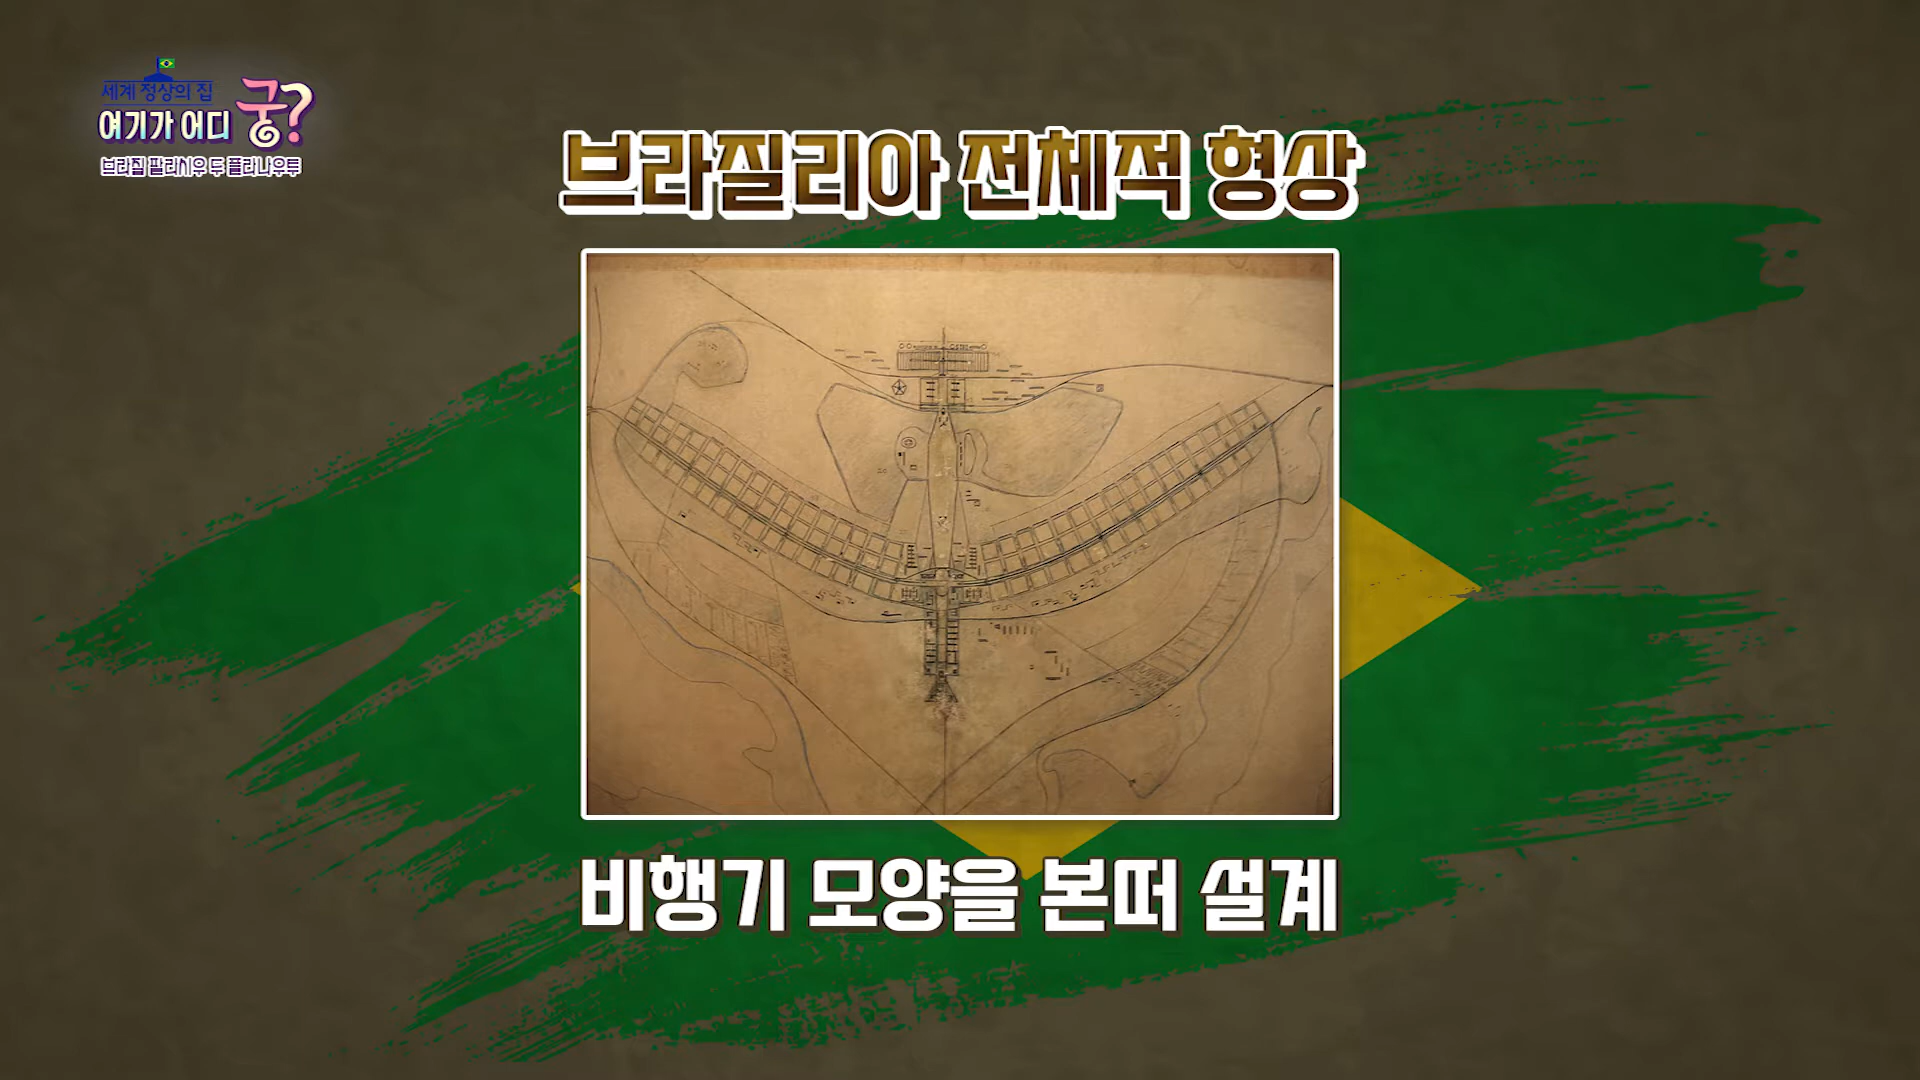 세계 정상의 집
여기가 어디 궁?
브라질 팔라시우 두 플라나우투
브라질리아 전체적 형상
비행기 모양을 본떠 설계